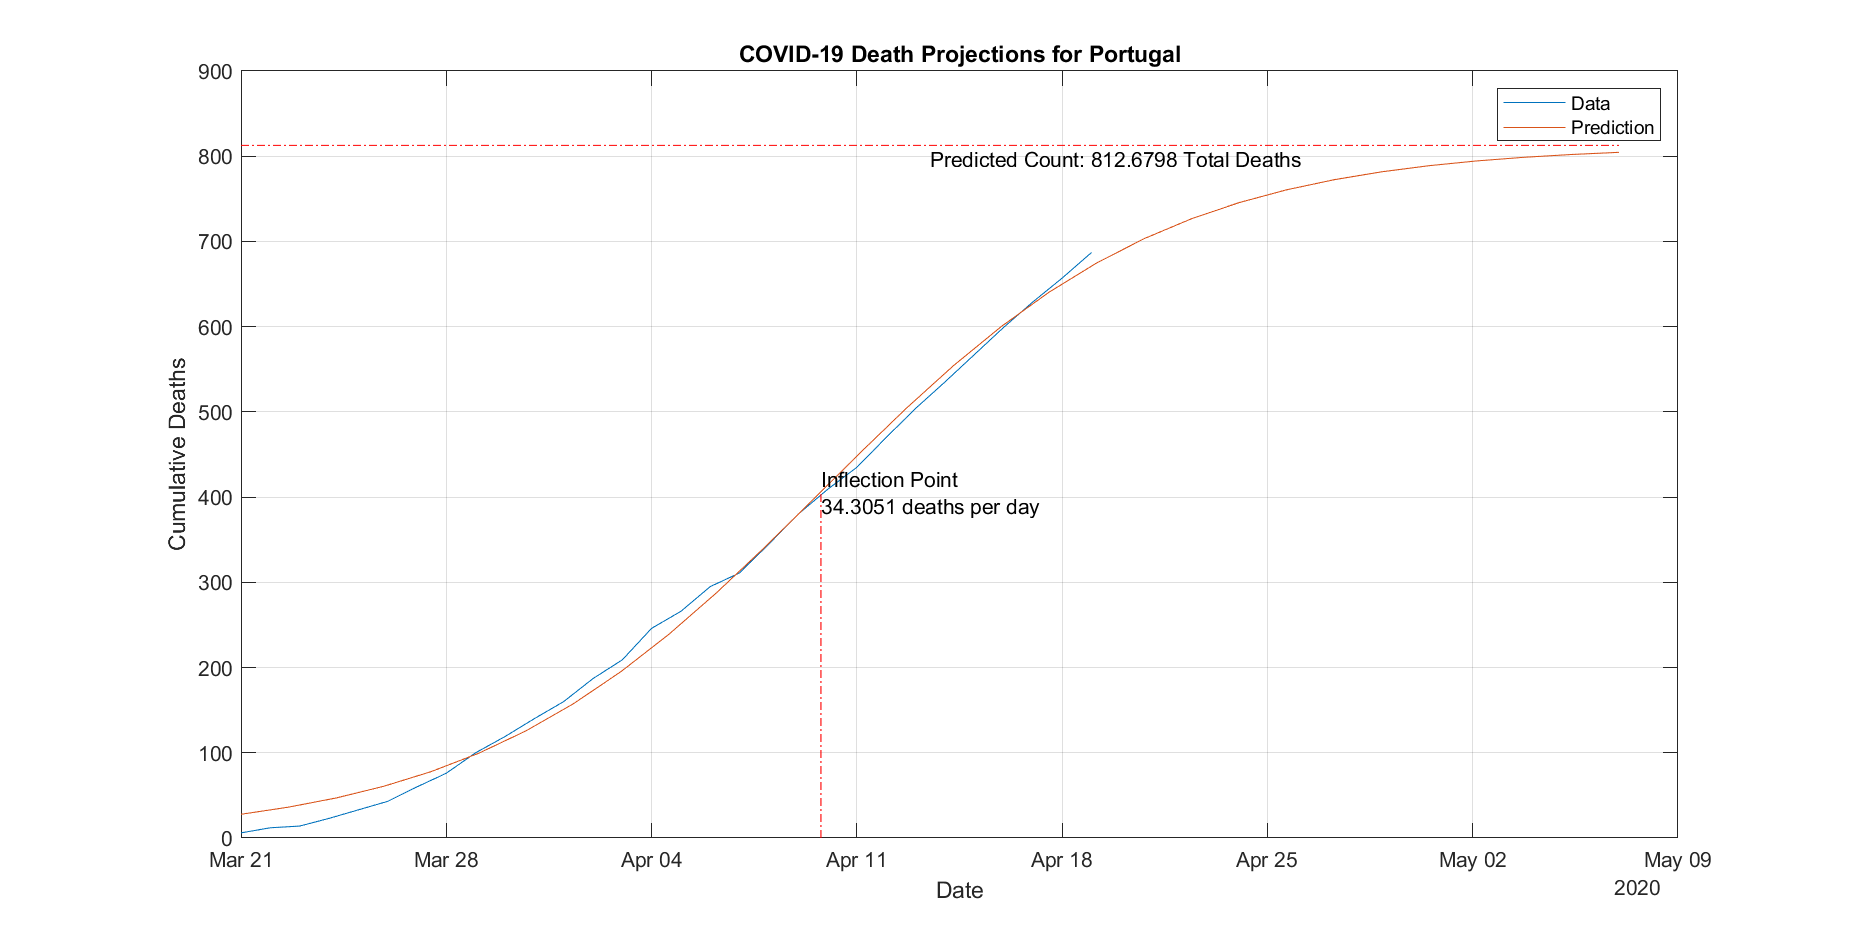 COVID-19 Death Projections for Portugal
900
800
700
600
500
400
300
200
100
0
Cumulative Deaths
Data
Prediction
Predicted Count: 812.6798 Total Deaths
Inflection Point
34.3051 deaths per day
Mar 21 Mar 28 Apr 04 Apr 11 Apr 18 Apr 25 May 02 May 09
2020
Date